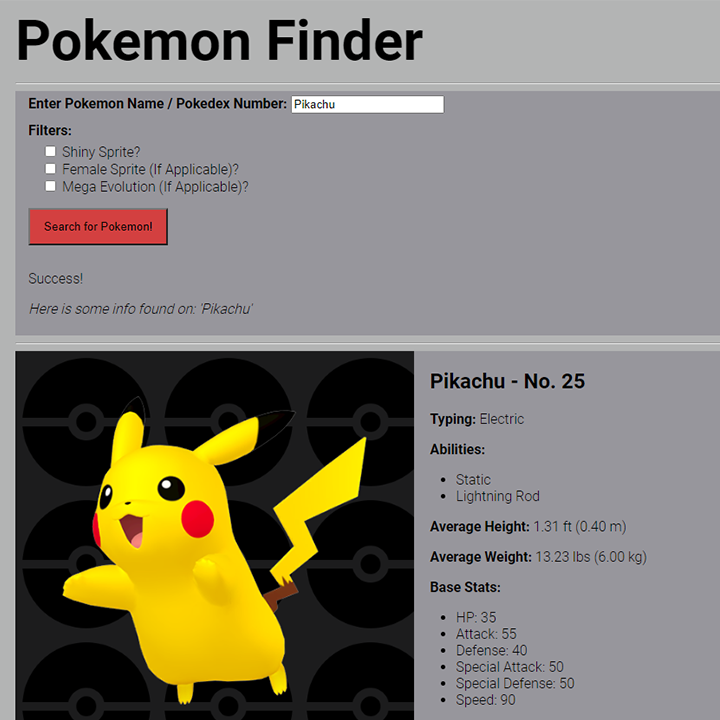 Pokemon Finder
Enter Pokemon Name / Pokedex Number: Pikachu
Filters:
Shiny Sprite?
Female Sprite (If Applicable)?
Mega Evolution (If Applicable)?
Search for Pokemon!
Success!
Here is some info found on: 'Pikachu'
Pikachu - No. 25
Typing: Electric
Abilities:
Static
Lightning Rod
Average Height: 1.31 ft (0.40 m)
Average Weight: 13.23 lbs (6.00 kg)
Base Stats:
HP: 35
Attack: 55
Defense: 40
Special Attack: 50
Special Defense: 50
Speed: 90